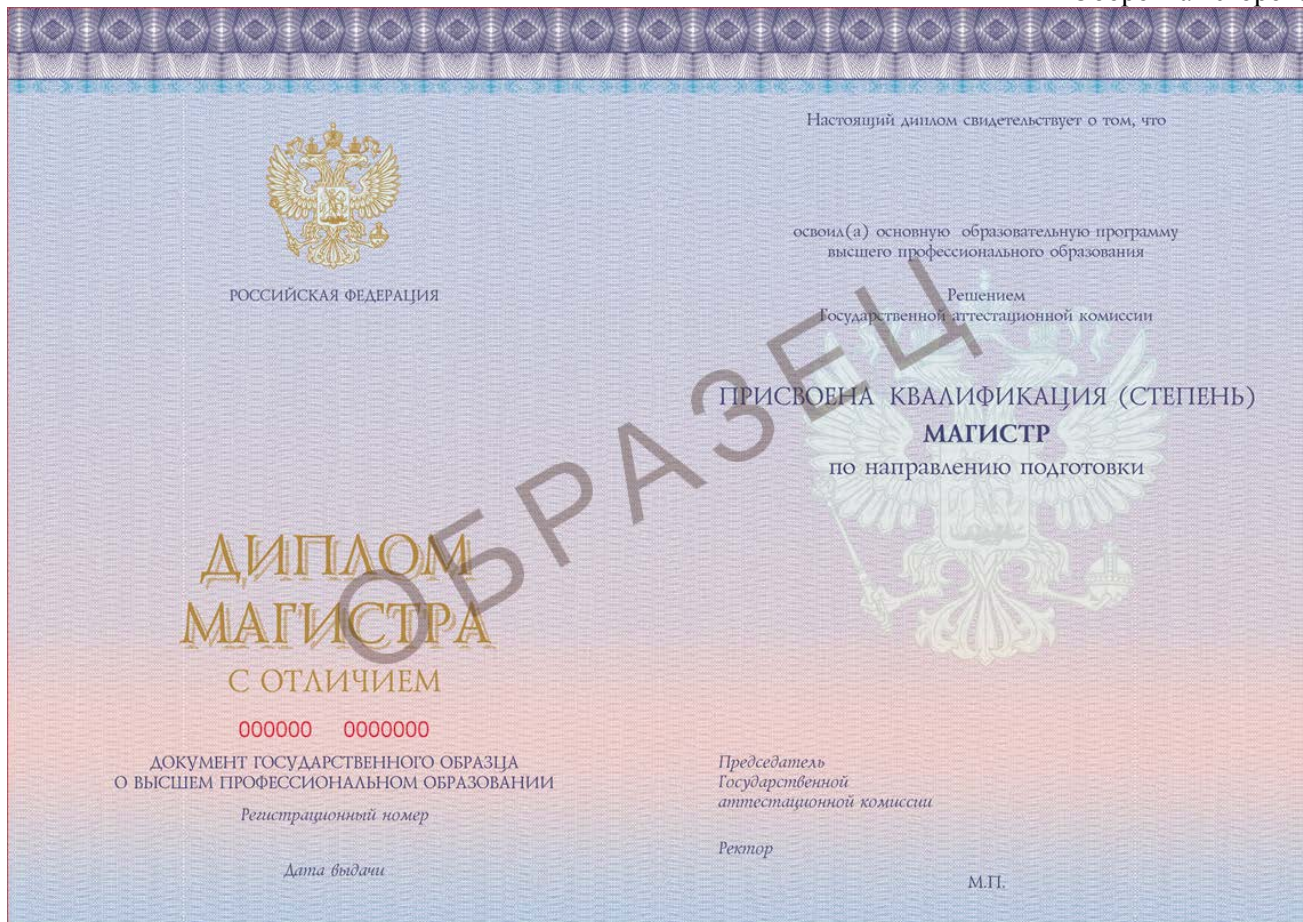 РОССИЙСКАЯ ФЕДЕРАЦИЯ
ДИПЛОМ
МАГИСТРА
С ОТЛИЧИЕМ
000000 0000000
ДОКУМЕНТ ГОСУДАРСТВЕННОГО ОБРАЗЦА
О ВЫСШЕМ ПРОФЕССИОНАЛЬНОМ ОБРАЗОВАНИИ
Регистрационный номер
Дата выдачи
Настоящий диплом свидетельствует о том, что
освоил(а) основную образовательную программу
высшего профессионального образования
Решением
Государственной аттестационной комиссии
ПРИСВОЕНА КВАЛИФИКАЦИЯ (СТЕПЕНЬ)
МАГИСТР
по направлению подготовки
Председатель
Государственной
аттестационной комиссии
Ректор
М.П.
ОБРАЗЕЦ